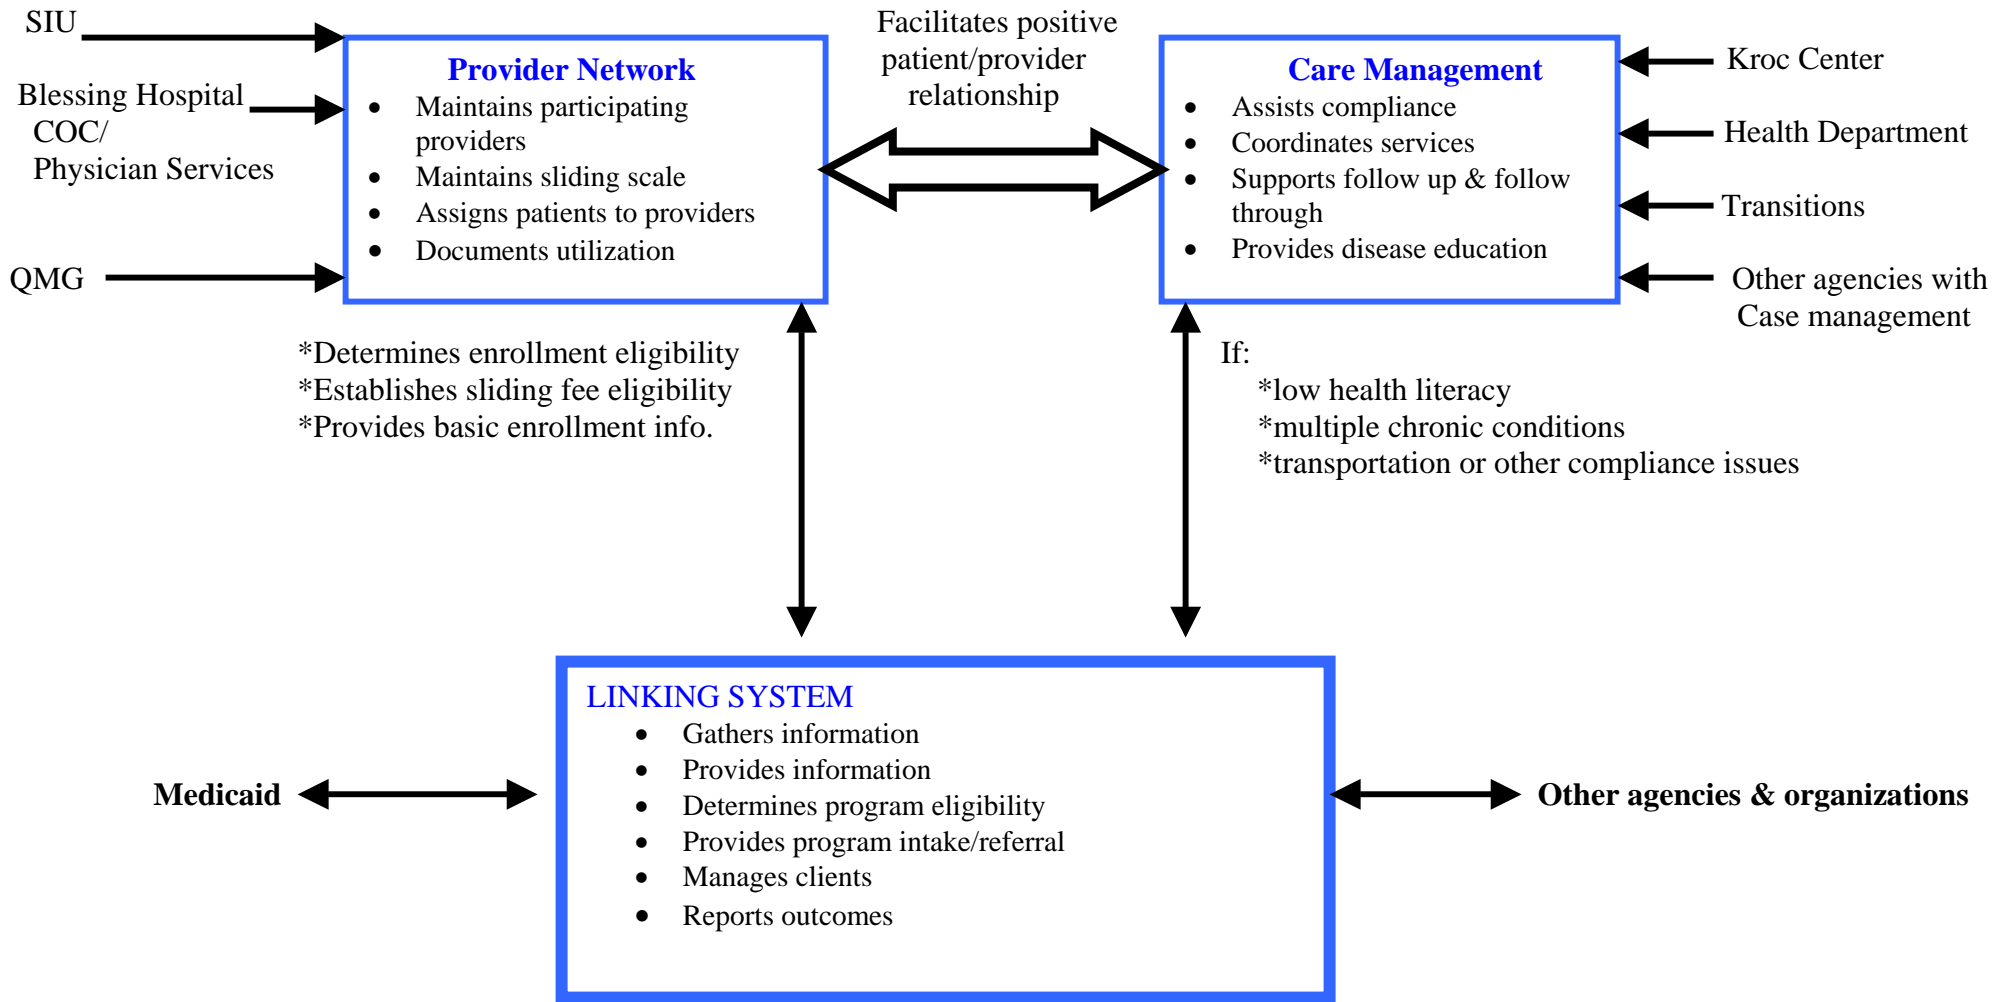 SIU
Blessing Hospital
COC/
Physician Services
QMG
Provider Network
• Maintains participating
providers
• Maintains sliding scale
• Assigns patients to providers
• Documents utilization
Facilitates positive
patient/provider
relationship
Care Management
• Assists compliance
• Coordinates services
• Supports follow up & follow
through
• Provides disease education
Kroc Center
Health Department
Transitions
Other agencies with
Case management
*Determines enrollment eligibility
*Establishes sliding fee eligibility
*Provides basic enrollment info.
If:
*low health literacy
*multiple chronic conditions
*transportation or other compliance issues
LINKING SYSTEM
• Gathers information
• Provides information
• Determines program eligibility
• Provides program intake/referral
• Manages clients
• Reports outcomes
Medicaid
Other agencies & organizations